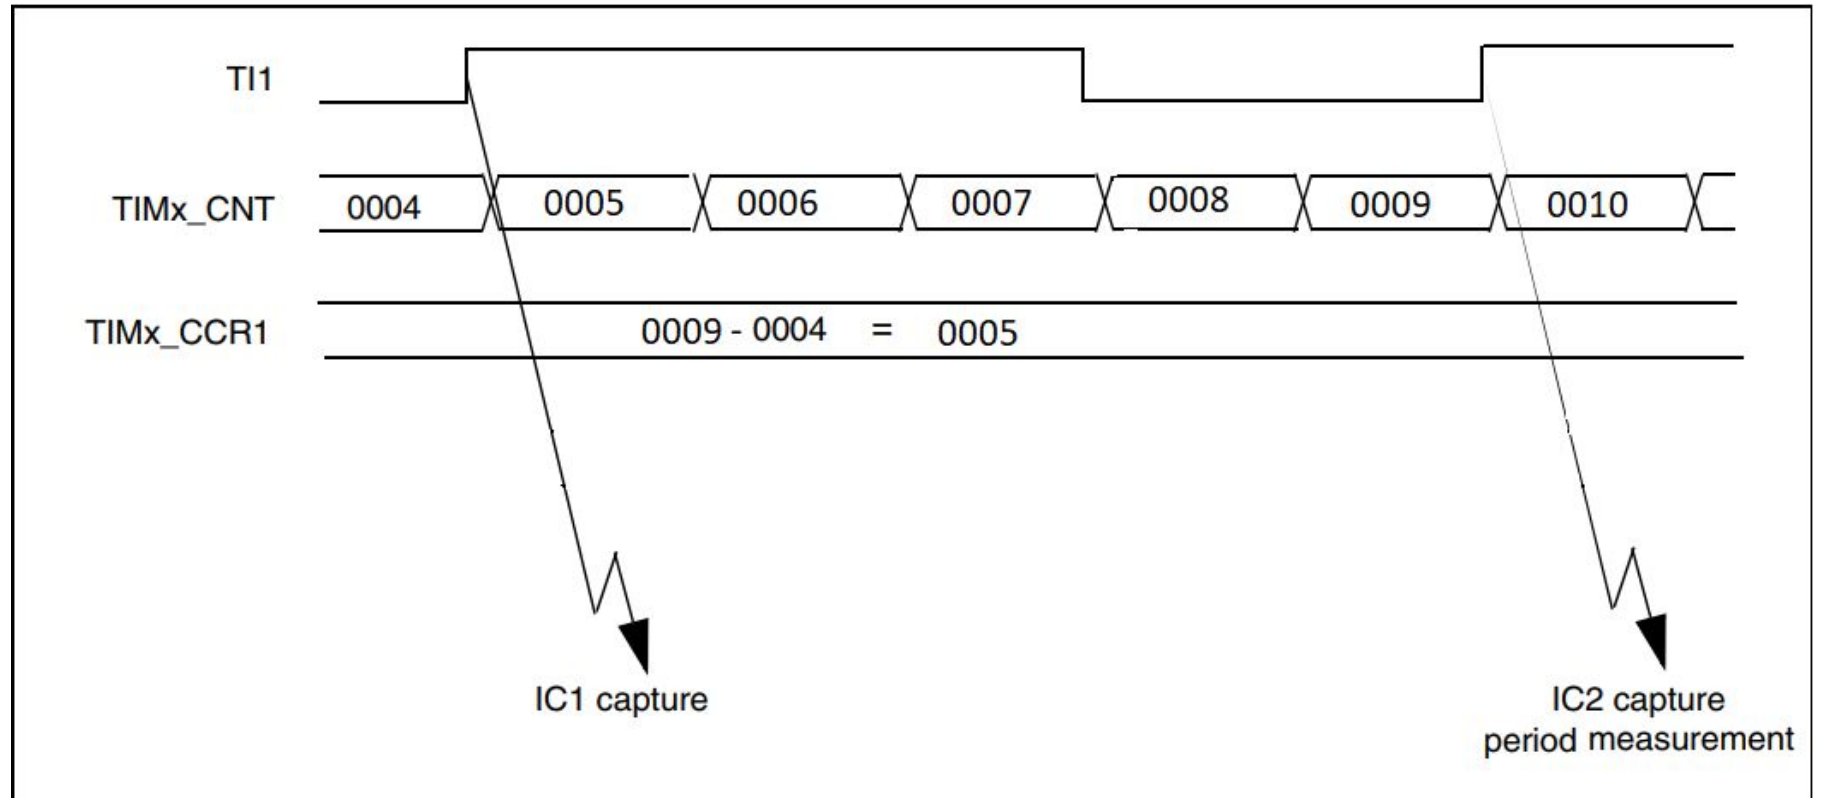 TI1
TIMx_CNT 0004 0005 0006 0007 0008 0009 0010
TIMx_CCR1 0009 - 0004 = 0005
IC1 capture
IC2 capture
period measurement